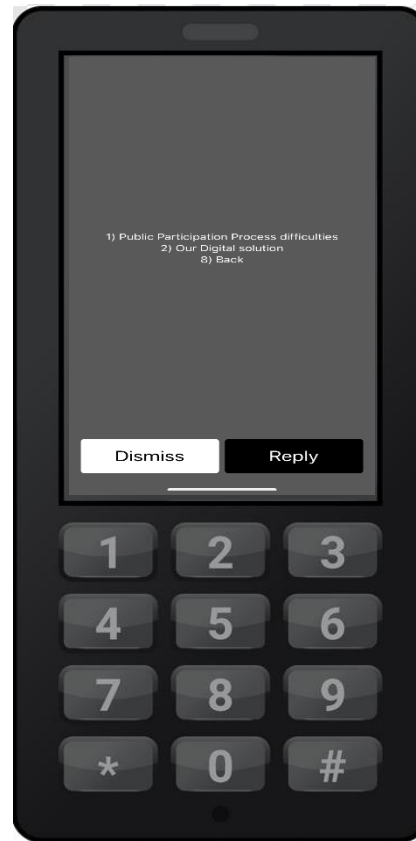 1) Public Participation Process difficulties
2) Our Digital solution
8) Back
Dismiss Reply
1 2 3
4 5 6
7 8 9
* 0 #